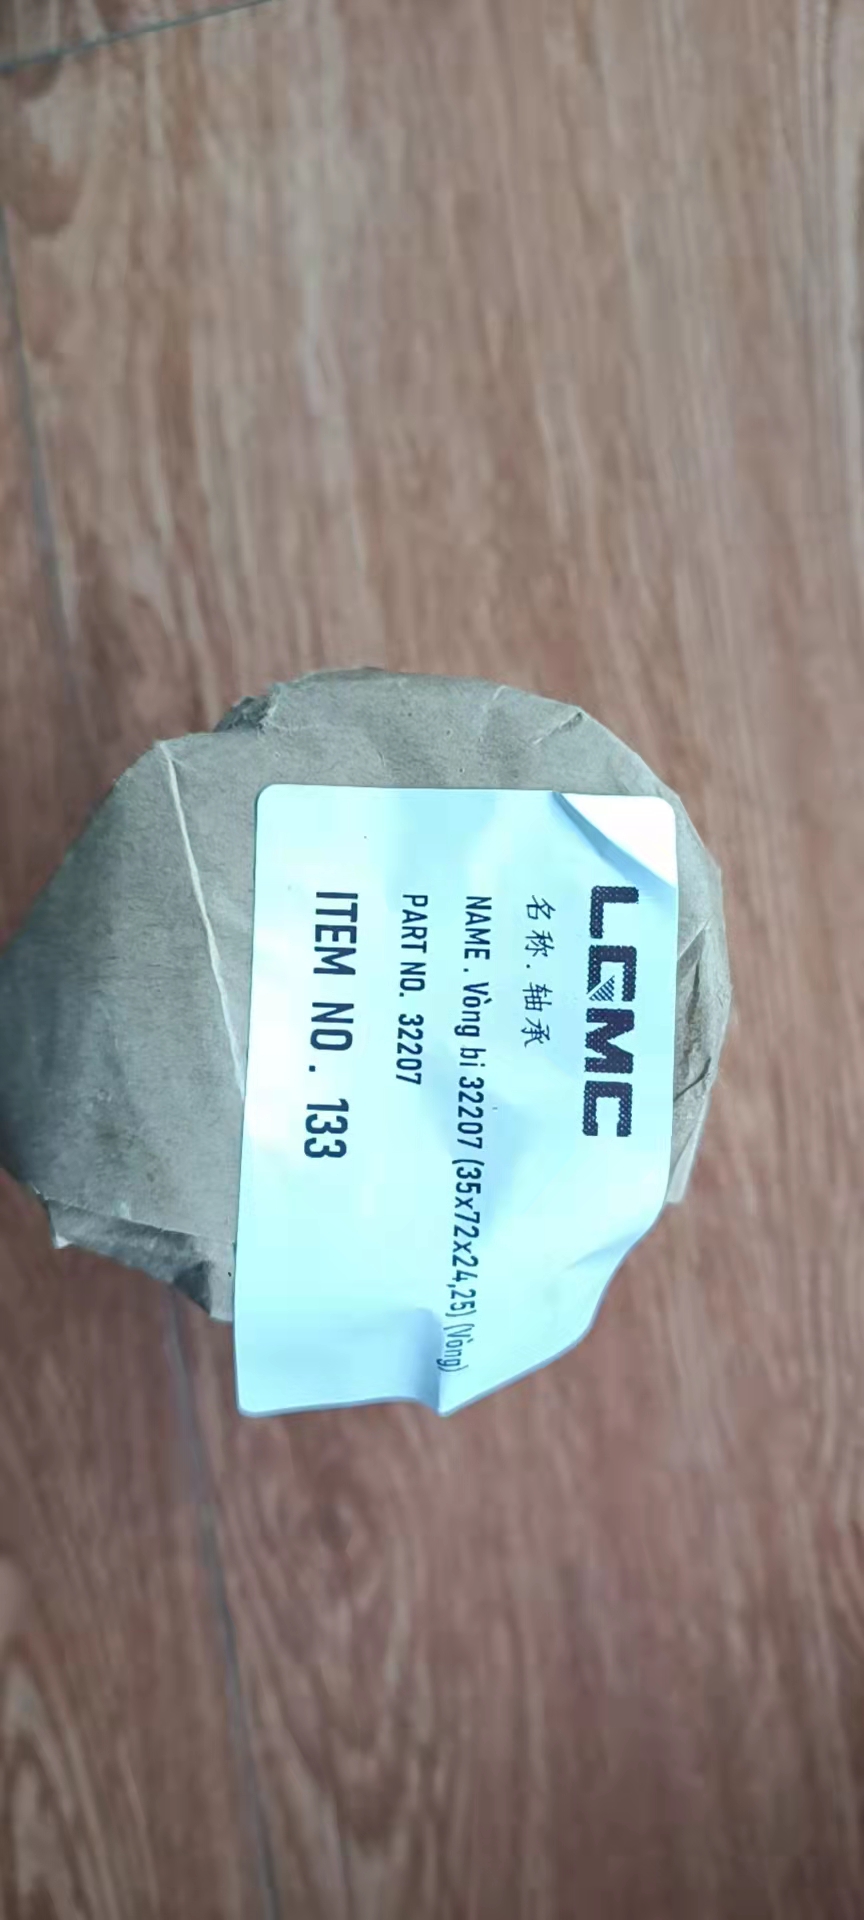 LGMC
名称. 轴承
NAME. Vòng bi 32207 (35x72x24,25) (Vòng)
PART NO. 32207
ITEM NO. 133